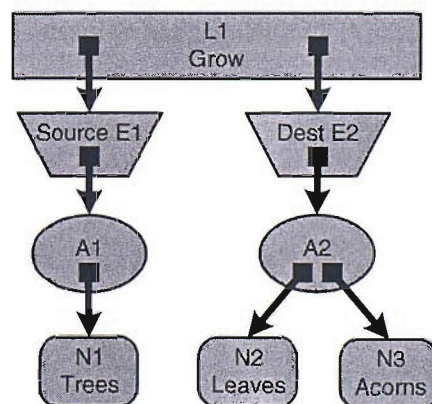 L1
Grow
Source E1
Dest E2
A1
A2
N1
Trees
N2
Leaves
N3
Acorns